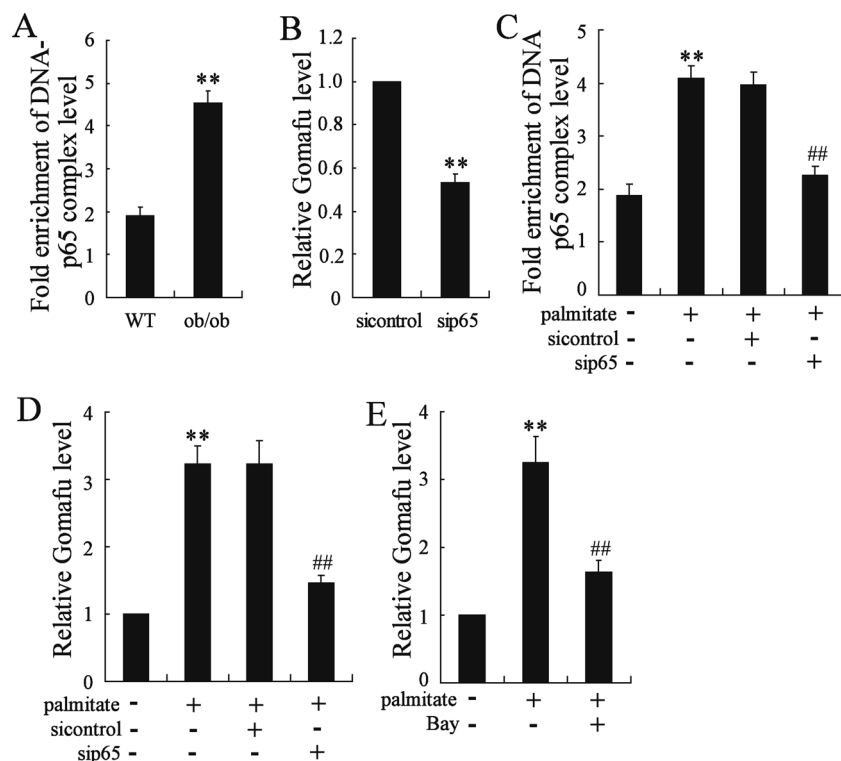 A
Fold enrichment of DNA-
p65 complex level
6
5
4
3
2
1
0
**
WT ob/ob
B
Relative Gomafu level
1.2
1.0
0.8
0.6
0.4
0.2
0
**
sicontrol sip65
C
Fold enrichment of DNA
p65 complex level
5
4
3
2
1
0
**
##
palmitate - + + +
sicontrol - - + -
sip65 - - - +
D
Relative Gomafu level
4
3
2
1
0
**
##
palmitate - + + +
sicontrol - - + -
sip65 - - - +
E
Relative Gomafu level
4
3
2
1
0
**
##
palmitate - + +
Bay - - +